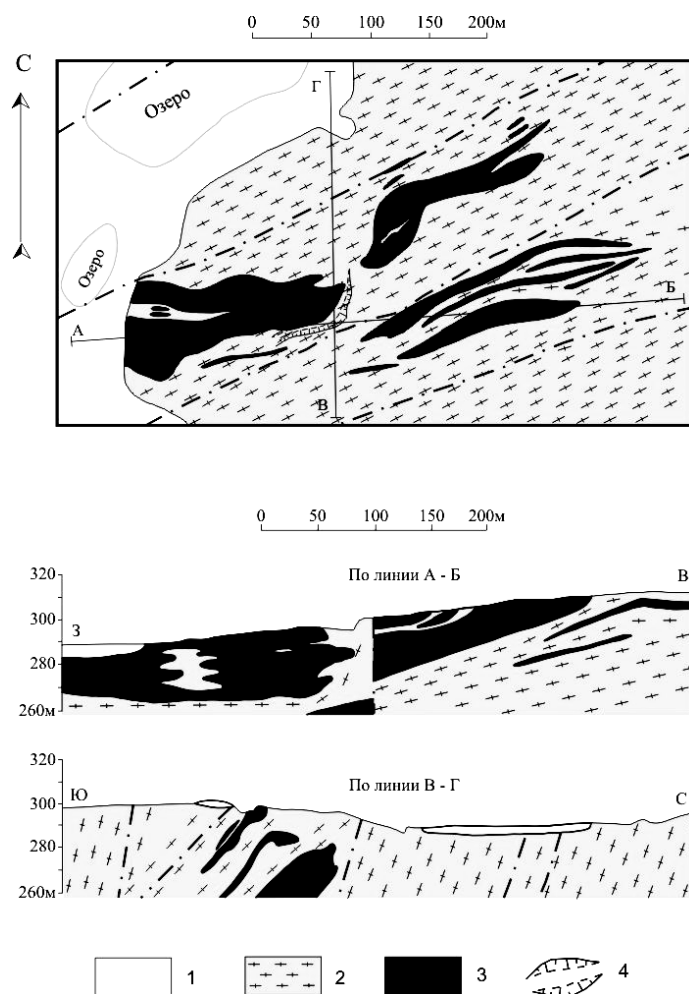 0 50 100 150 200м
С
Г
Озеро
Озеро
Б
А
В
0 50 100 150 200м
320
По линии А - Б
В
300
З
280
260м
320
По линии В - Г
Ю
С
300
280
260м
1 2 3 4